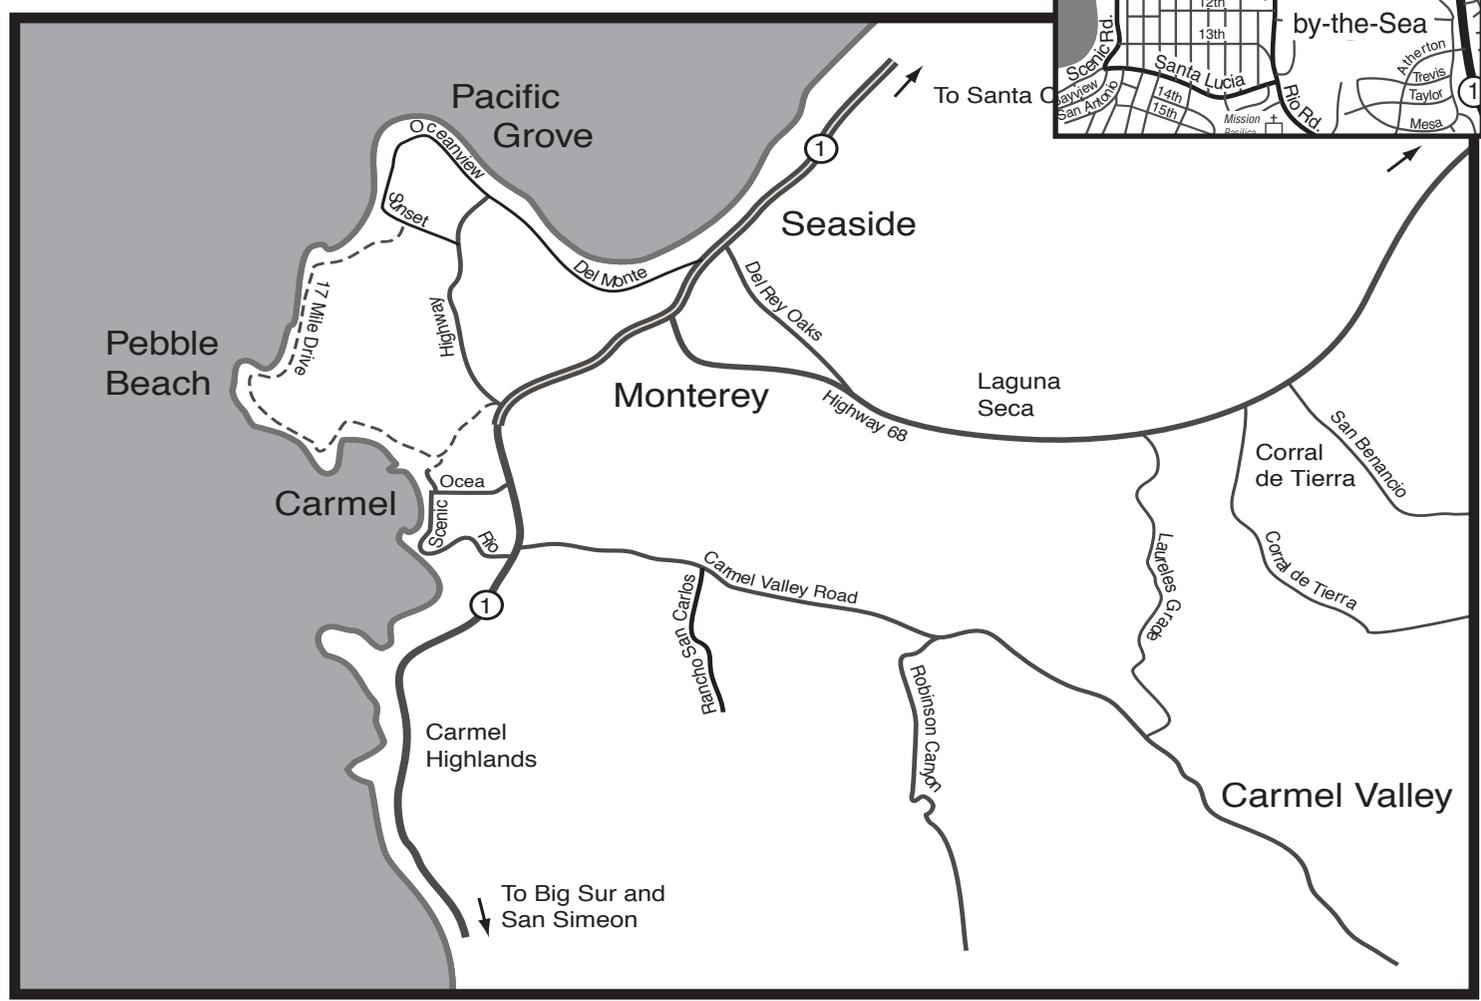 12th
by-the-Sea
13th
Scenic Rd.
Santa Lucia
Atherton
Trevis
Taylor
Mesa
1
Bayview
San Antonio
14th
15th
Rio Rd.
Mission
Basilica
Pacific
Grove
To Santa C
Oceanview
1
Sunset
Seaside
Del Monte
Del Rey Oaks
17 Mile Drive
Highway
Pebble
Beach
Monterey
Laguna
Seca
Highway 68
San Benancio
Corral
de Tierra
Ocea
Carmel
Scenic
Rio
Carmel Valley Road
Laureles Grade
Corral de Tierra
1
Rancho San Carlos
Robinson Canyon
Carmel
Highlands
Carmel Valley
To Big Sur and
San Simeon